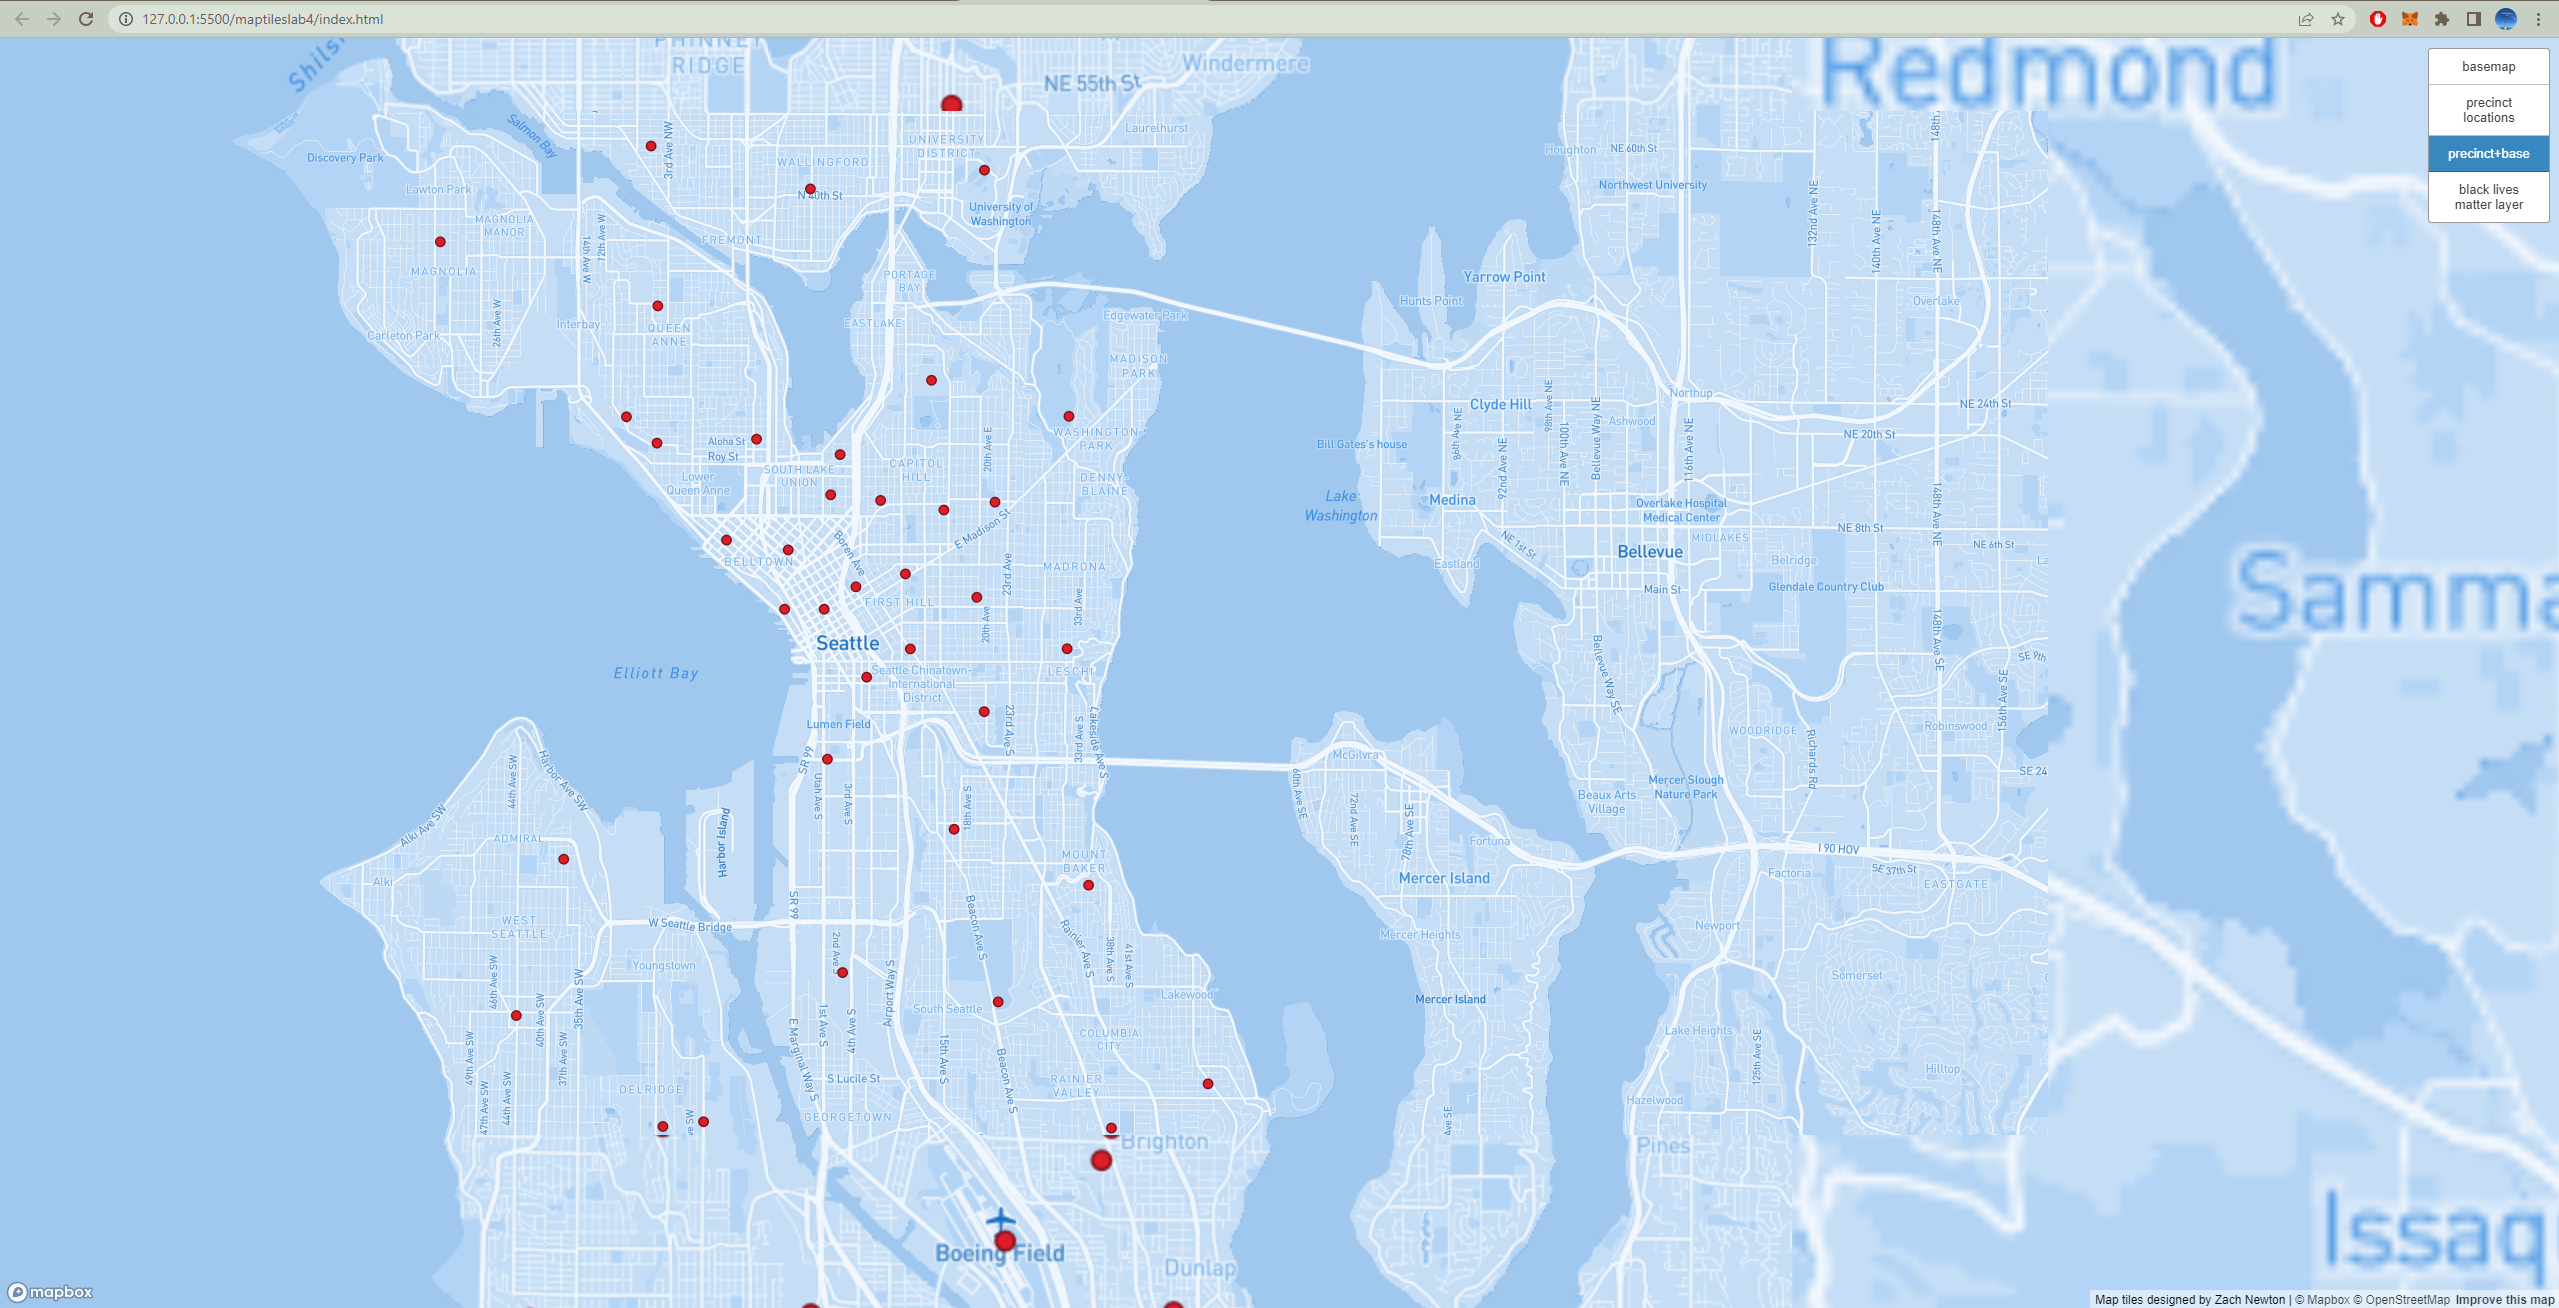 127.0.0.1:5500/maptileslab4/index.html
basemap
precinct
locations
precinct+base
black lives
matter layer
PHINNEY
RIDGE
Windermere
NE 55th St
Redmond
Salmon Bay
Discovery Park
3rd Ave NW
WALLINGFORD
UNIVERSITY
DISTRICT
Laurelhurst
Houghton
NE 60th St
148th
Lawton Park
N 40th St
University of
Washington
Northwest University
132nd Ave NE
140th Ave NE
148th Ave NE
MAGNOLIA
MANOR
14th Ave W
12th Ave W
FREMONT
MAGNOLIA
PORTAGE
BAY
Yarrow Point
Hunts Point
Overlake
26th Ave W
Interbay
QUEEN
ANNE
EASTLAKE
Edgewater Park
Carleton Park
MADISON
PARK
Northup
Clyde Hill
98th Ave NE
NE 24th St
Ashwood
Bellevue Way NE
100th Ave NE
116th Ave NE
NE 20th St
Aloha St
Roy St
20th Ave E
WASHINGTON
PARK
Bill Gates's house
86th Ave NE
92nd Ave NE
SOUTH LAKE
UNION
CAPITOL
HILL
Lower
Queen Anne
DENNY-
BLAINE
Lake
Washington
Medina
Overlake Hospital
Medical Center
148th Ave NE
NE 8th St
E Madison St
Boren Ave
BELLTOWN
NE 1st St
Bellevue
MIDLAKES
NE 6th St
Eastland
Belridge
MADRONA
23rd Ave
Main St
Glendale Country Club
Samma
FIRST HILL
20th Ave
33rd Ave
Seattle
Bellevue Way SE
148th Ave SE
SE 9th
Elliott Bay
Seattle Chinatown-
International
District
LESCHI
156th Ave SE
Lumen Field
23rd Ave S
33rd Ave S
Lakeside Ave S
WOODRIDGE
Robinswood
Richards Rd
SR 99
McGilvra
SE 24
Harbor Ave SW
44th Ave SW
60th Ave SE
Mercer Slough
Nature Park
Utah Ave S
3rd Ave S
18th Ave S
72nd Ave SE
78th Ave SE
Beaux Arts
Village
Alki Ave SW
ADMIRAL
Harbor Island
Fortuna
I 90 HOV
MOUNT
BAKER
Alki
Mercer Island
Factoria
SE 37th St
EASTGATE
SR 99
WEST
SEATTLE
W Seattle Bridge
Beacon Ave S
Rainier Ave S
38th Ave S
41st Ave S
Mercer Heights
Newport
Youngstown
2nd Ave S
46th Ave SW
35th Ave SW
Airport Way S
Lakewood
Somerset
South Seattle
Mercer Island
40th Ave SW
1st Ave S
4th Ave S
E Marginal Way S
COLUMBIA
CITY
Lake Heights
49th Ave SW
37th Ave SW
15th Ave S
Beacon Ave S
125th Ave SE
Hilltop
S Lucile St
RAINIER
VALLEY
DELRIDGE
47th Ave SW
44th Ave SW
GEORGETOWN
Hazelwood
Ave SE
Brighton
Pines
Boeing Field
Dunlap
Issaq
mapbox
Map tiles designed by Zach Newton | © Mapbox © OpenStreetMap Improve this map